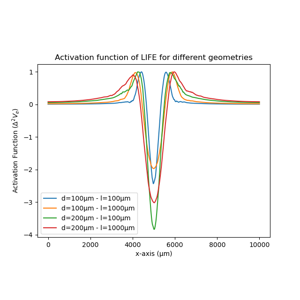 Activation function of LIFE for different geometries
Activation Function (Δ²Vₑ)
1
0
−1
−2
−3
−4
d=100μm - l=100μm
d=100μm - l=1000μm
d=200μm - l=100μm
d=200μm - l=1000μm
0 2000 4000 6000 8000 10000
x-axis (μm)